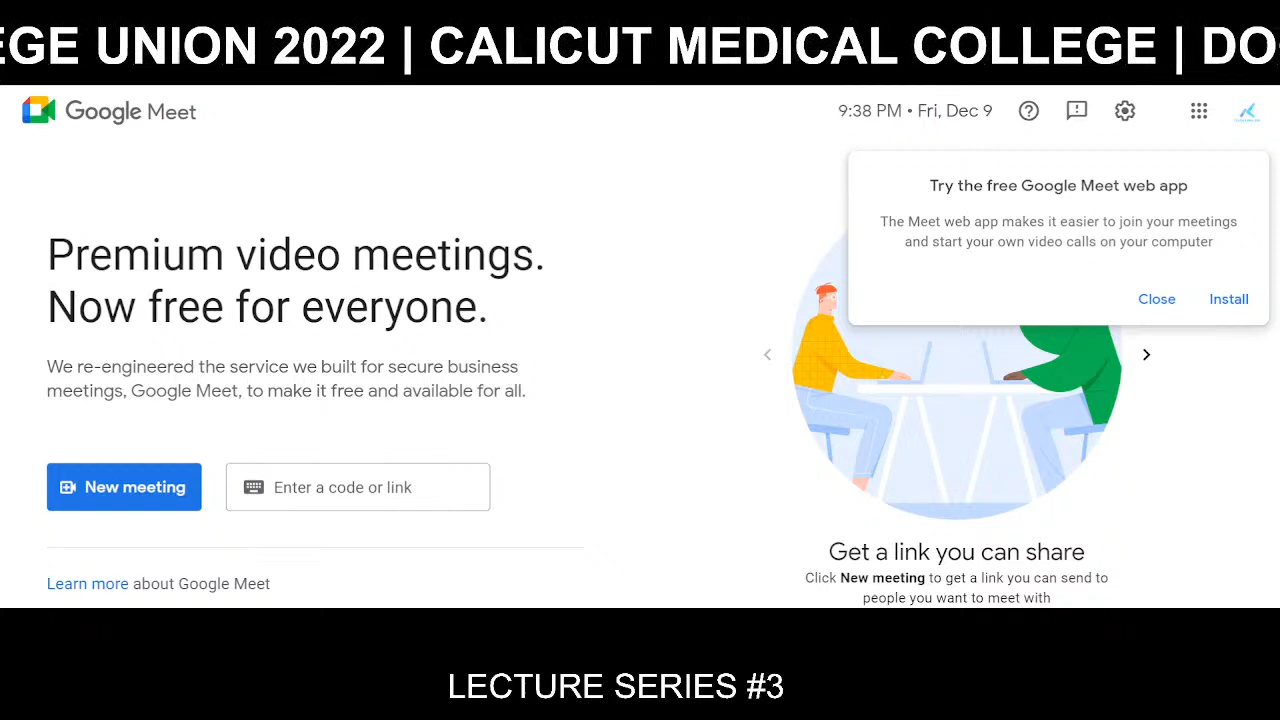 EGE UNION 2022 | CALICUT MEDICAL COLLEGE | DO
Google Meet
9:38 PM • Fri, Dec 9
Try the free Google Meet web app
The Meet web app makes it easier to join your meetings
and start your own video calls on your computer
Close
Install
Premium video meetings.
Now free for everyone.
We re-engineered the service we built for secure business
meetings, Google Meet, to make it free and available for all.
New meeting
Enter a code or link
Learn more about Google Meet
Get a link you can share
Click New meeting to get a link you can send to
people you want to meet with
LECTURE SERIES #3